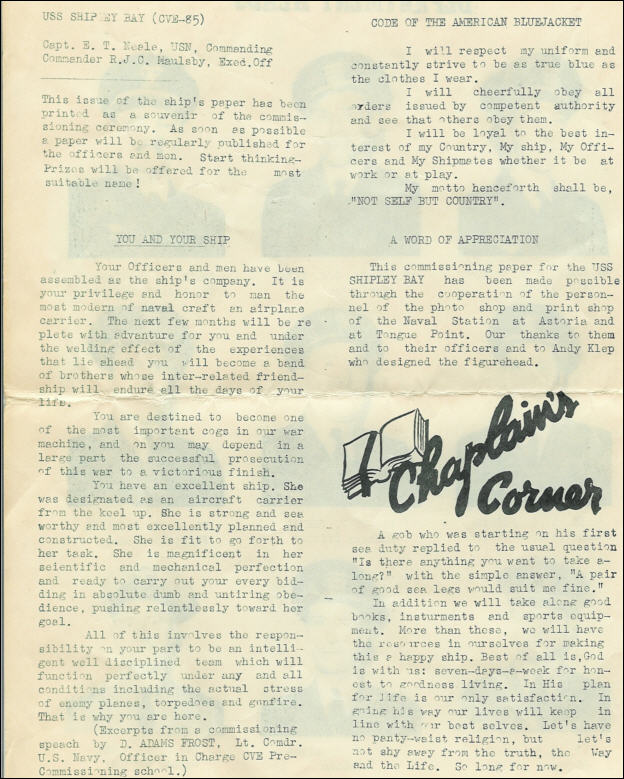 USS SHIPLEY BAY (CVE-85)
Capt. E. T. Neale, USN, Commanding
Commander R.J.C. Maulsby, Exec.Off
This issue of the ship's paper has been
printed as a souvenir of the commis-
sioning ceremony. As soon as possible
a paper will be regularly published for
the officers and men. Start thinking-
Prizes will be offered for the most
suitable name!
YOU AND YOUR SHIP
Your Officers and men have been
assembled as the ship's company. It is
your privilege and honor to man the
most modern of naval craft an airplane
carrier. The next few months will be re
plete with advanture for you and under
the welding effect of the experiences
that lie ahead you will become a band
of brothers whose inter-related friend-
ship will endure all the days of your
life.
You are destined to become one
of the most important cogs in our war
machine, and on you may depend in a
large part the successful prosecution
of this war to a victorious finish.
You have an excellent ship. She
was designated as an aircraft carrier
from the keel up. She is strong and sea
worthy and most excellently planned and
constructed. She is fit to go forth to
her task. She is magnificent in her
seientific and mechanical perfection
and ready to carry out your every bid-
ding in absolute dumb and untiring obe-
dience, pushing relentlessly toward her
goal.
All of this involves the respon-
sibility on your part to be an intelli-
gent well disciplined team which will
function perfectly under any and all
conditions including the actual stress
of enemy planes, torpedoes and gunfire.
That is why you are here.
(Excerpts from a commissioning
speech by D. ADAMS FROST, Lt. Comdr.
U.S. Navy, Officer in Charge CVE Pre-
Commissioning school.)
CODE OF THE AMERICAN BLUEJACKET
I will respect my uniform and
constantly strive to be as true blue as
the clothes I wear.
I will cheerfully obey all
orders issued by competent authority
and see that others obey them.
I will be loyal to the best in-
terest of my Country, My ship, My Offi-
cers and My Shipmates whether it be at
work or at play.
My motto henceforth shall be,
"NOT SELF BUT COUNTRY".
A WORD OF APPRECIATION
This commissioning paper for the USS
SHIPLEY BAY has been made possible
through the cooperation of the person-
nel of the photo shop and print shop
of the Naval Station at Astoria and
at Tongue Point. Our thanks to them
and to their officers and to Andy Klep
who designed the figurehead.
Chaplain's
Corner
A gob who was starting on his first
sea duty replied to the usual question
"Is there anything you want to take a-
long?" with the simple answer, "A pair
of good sea legs would suit me fine."
In addition we will take along good
books, insturments and sports equip-
ment. More than these, we will have
the resources in ourselves for making
this a happy ship. Best of all is,God
is with us: seven-days-a-week for hon-
est to goodness living. In His plan
for life is our only satisfaction. In
going his way our lives will keep in
line with our best selves. Let's have
no panty-waist religion, but let's
not shy away from the truth, the Way
and the Life. So long for now.